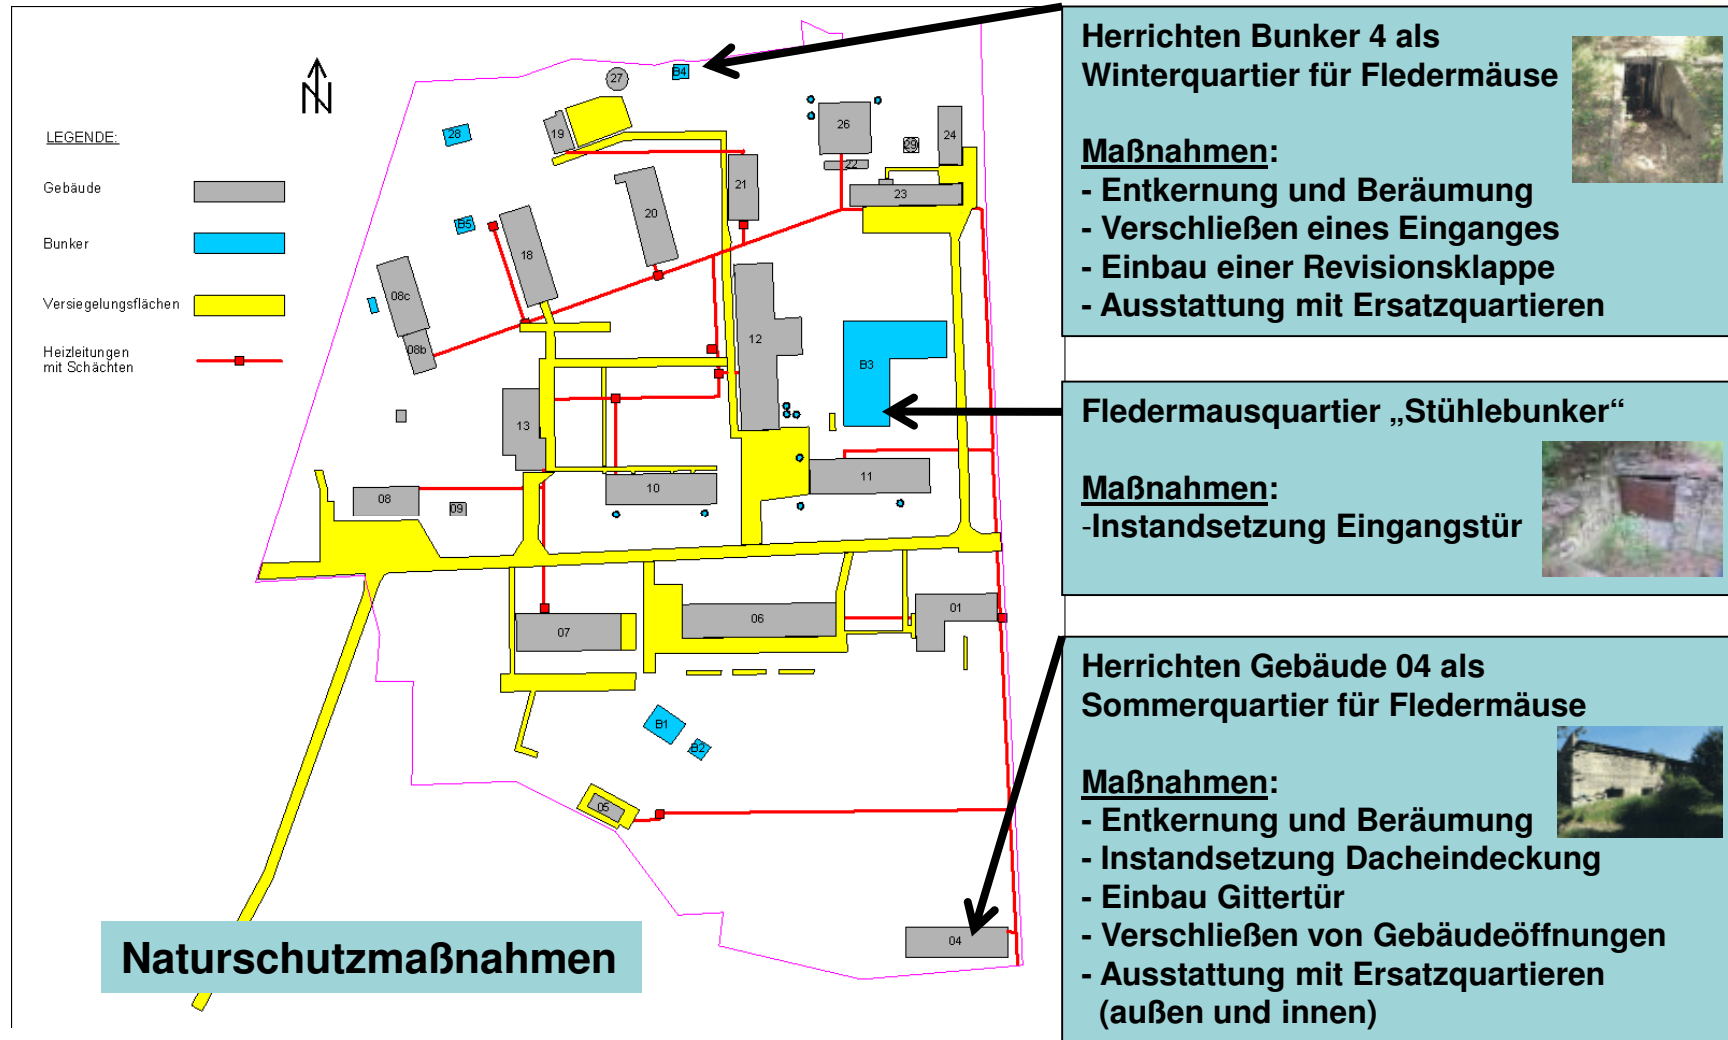 LEGENDE:
Gebäude
Bunker
Versiegelungsflächen
Heizleitungen
mit Schächten
N
27
B4
28
19
26
24
29
22
21
23
20
B5
18
08c
08b
12
B3
13
11
10
08
09
01
06
07
B1
B2
05
04
Naturschutzmaßnahmen
Herrichten Bunker 4 als
Winterquartier für Fledermäuse
Maßnahmen:
- Entkernung und Beräumung
- Verschließen eines Einganges
- Einbau einer Revisionsklappe
- Ausstattung mit Ersatzquartieren
Fledermausquartier „Stühlebunker“
Maßnahmen:
-Instandsetzung Eingangstür
Herrichten Gebäude 04 als
Sommerquartier für Fledermäuse
Maßnahmen:
- Entkernung und Beräumung
- Instandsetzung Dacheindeckung
- Einbau Gittertür
- Verschließen von Gebäudeöffnungen
- Ausstattung mit Ersatzquartieren
(außen und innen)